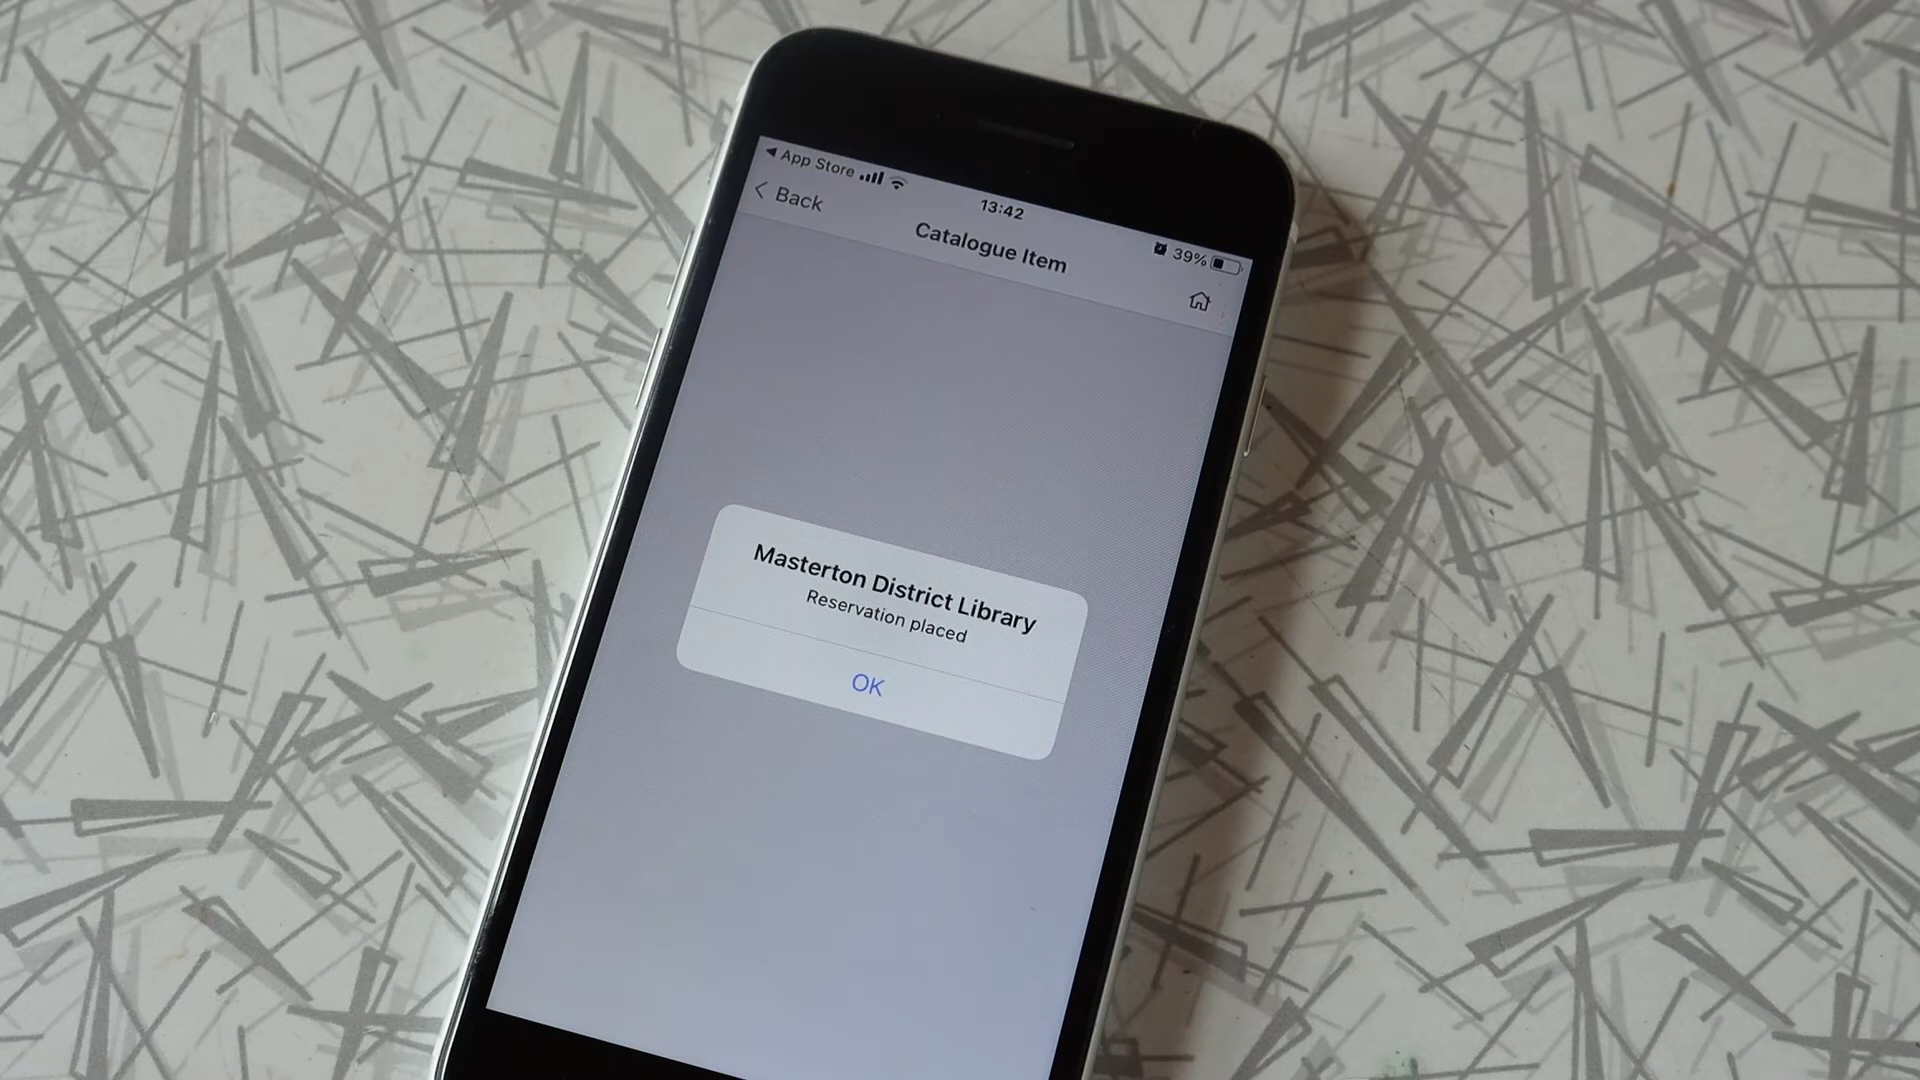 ◀ App Store 13:42 39%
Back
Catalogue Item
Masterton District Library
Reservation placed
OK